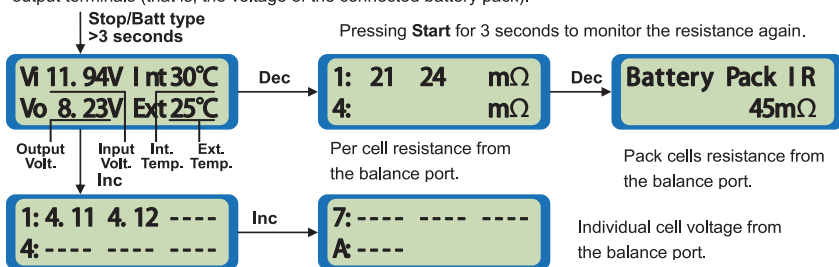 output terminals (that is, the voltage of the connected battery pack).
Stop/Batt type
>3 seconds
Pressing Start for 3 seconds to monitor the resistance again.
Vi 11. 94V Int 30℃
Vo 8. 23V Ext 25℃
Dec
1: 21 24 mΩ
4: mΩ
Dec
Battery Pack IR
45mΩ
Output Volt.
Input Volt.
Int. Temp.
Ext. Temp.
Per cell resistance from
the balance port.
Pack cells resistance from
the balance port.
Inc
1: 4. 11 4. 12 ----
4: ---- ---- ----
Inc
7: ---- ---- ----
A: ----
Individual cell voltage from
the balance port.